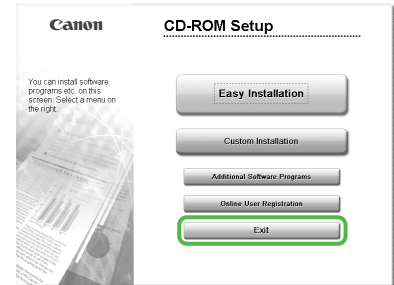 Canon
CD-ROM Setup
You can install software
programs etc. on this
screen. Select a menu on
the right.
Easy Installation
Custom Installation
Additional Software Programs
Online User Registration
Exit